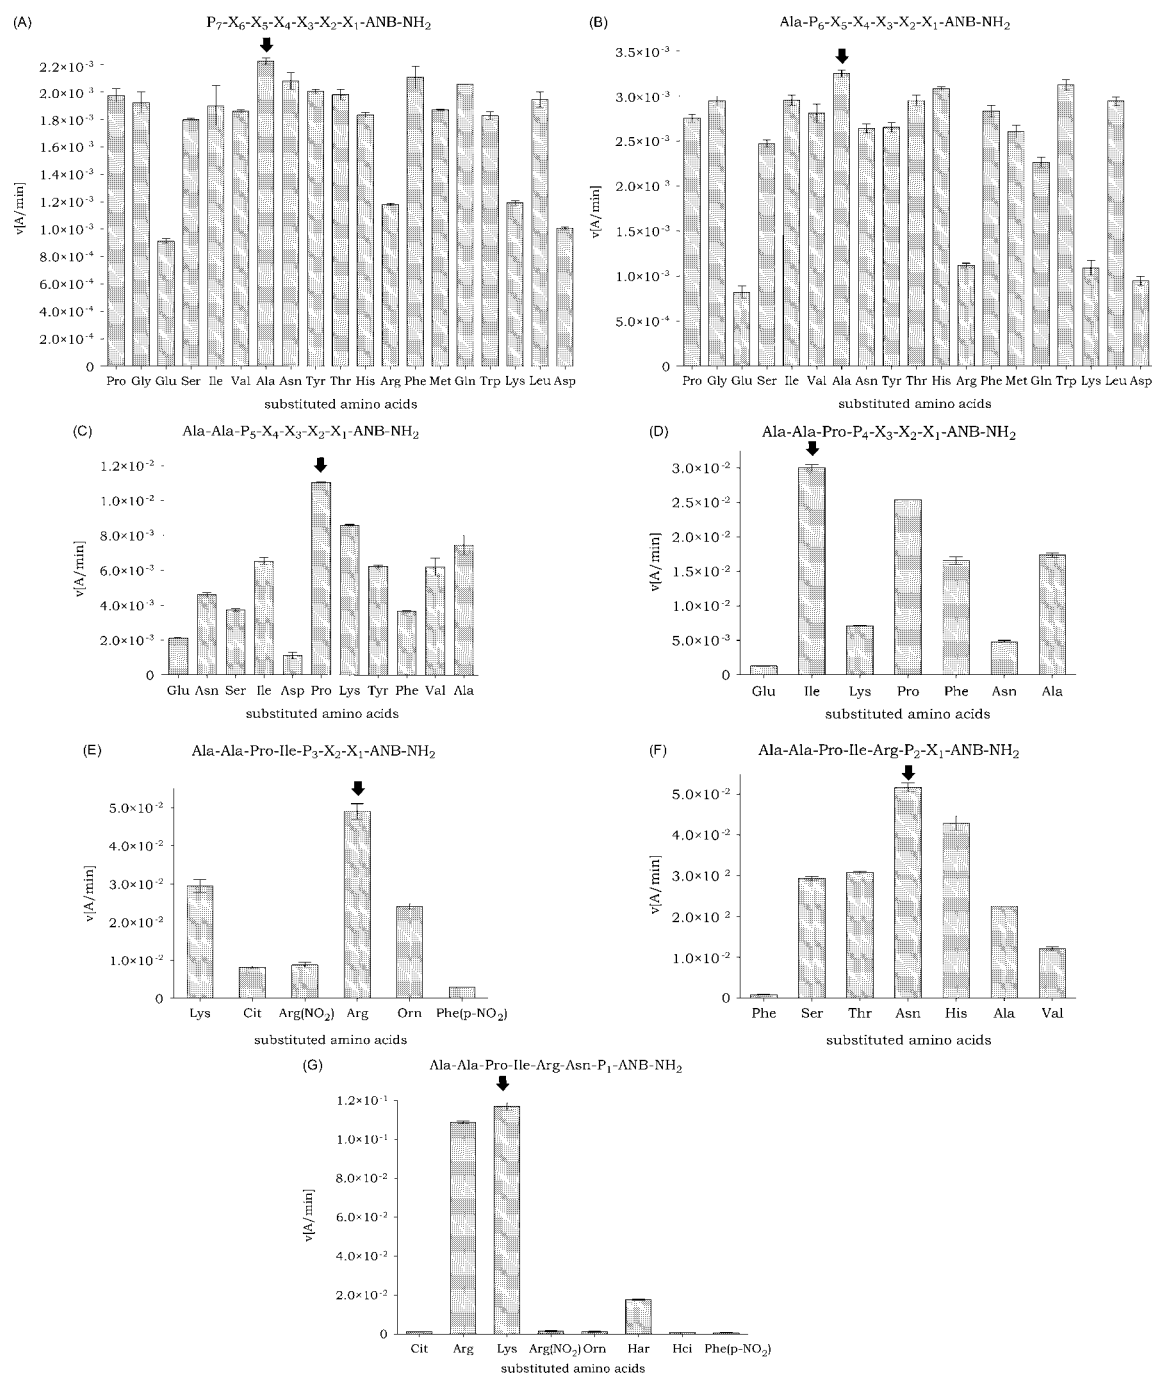 (A)
P₇-X₆-X₅-X₄-X₃-X₂-X₁-ANB-NH₂
v[A/min]
2.2×10⁻³
2.0×10⁻³
1.8×10⁻³
1.6×10⁻³
1.4×10⁻³
1.2×10⁻³
1.0×10⁻³
8.0×10⁻⁴
6.0×10⁻⁴
4.0×10⁻⁴
2.0×10⁻⁴
0
Pro Gly Glu Ser Ile Val Ala Asn Tyr Thr His Arg Phe Met Gln Trp Lys Leu Asp
substituted amino acids
(B)
Ala-P₆-X₅-X₄-X₃-X₂-X₁-ANB-NH₂
v[A/min]
3.5×10⁻³
3.0×10⁻³
2.5×10⁻³
2.0×10⁻³
1.5×10⁻³
1.0×10⁻³
5.0×10⁻⁴
0
Pro Gly Glu Ser Ile Val Ala Asn Tyr Thr His Arg Phe Met Gln Trp Lys Leu Asp
substituted amino acids
(C)
Ala-Ala-P₅-X₄-X₃-X₂-X₁-ANB-NH₂
v[A/min]
1.2×10⁻²
1.0×10⁻²
8.0×10⁻³
6.0×10⁻³
4.0×10⁻³
2.0×10⁻³
0
Glu Asn Ser Ile Asp Pro Lys Tyr Phe Val Ala
substituted amino acids
(D)
Ala-Ala-Pro-P₄-X₃-X₂-X₁-ANB-NH₂
v[A/min]
3.0×10⁻²
2.5×10⁻²
2.0×10⁻²
1.5×10⁻²
1.0×10⁻²
5.0×10⁻³
0
Glu Ile Lys Pro Phe Asn Ala
substituted amino acids
(E)
Ala-Ala-Pro-Ile-P₃-X₂-X₁-ANB-NH₂
v[A/min]
5.0×10⁻²
4.0×10⁻²
3.0×10⁻²
2.0×10⁻²
1.0×10⁻²
0
Lys Cit Arg(NO₂) Arg Orn Phe(p-NO₂)
substituted amino acids
(F)
Ala-Ala-Pro-Ile-Arg-P₂-X₁-ANB-NH₂
v[A/min]
5.0×10⁻²
4.0×10⁻²
3.0×10⁻²
2.0×10⁻²
1.0×10⁻²
0
Phe Ser Thr Asn His Ala Val
substituted amino acids
(G)
Ala-Ala-Pro-Ile-Arg-Asn-P₁-ANB-NH₂
v[A/min]
1.2×10⁻¹
1.0×10⁻¹
8.0×10⁻²
6.0×10⁻²
4.0×10⁻²
2.0×10⁻²
0
Cit Arg Lys Arg(NO₂) Orn Har Hci Phe(p-NO₂)
substituted amino acids